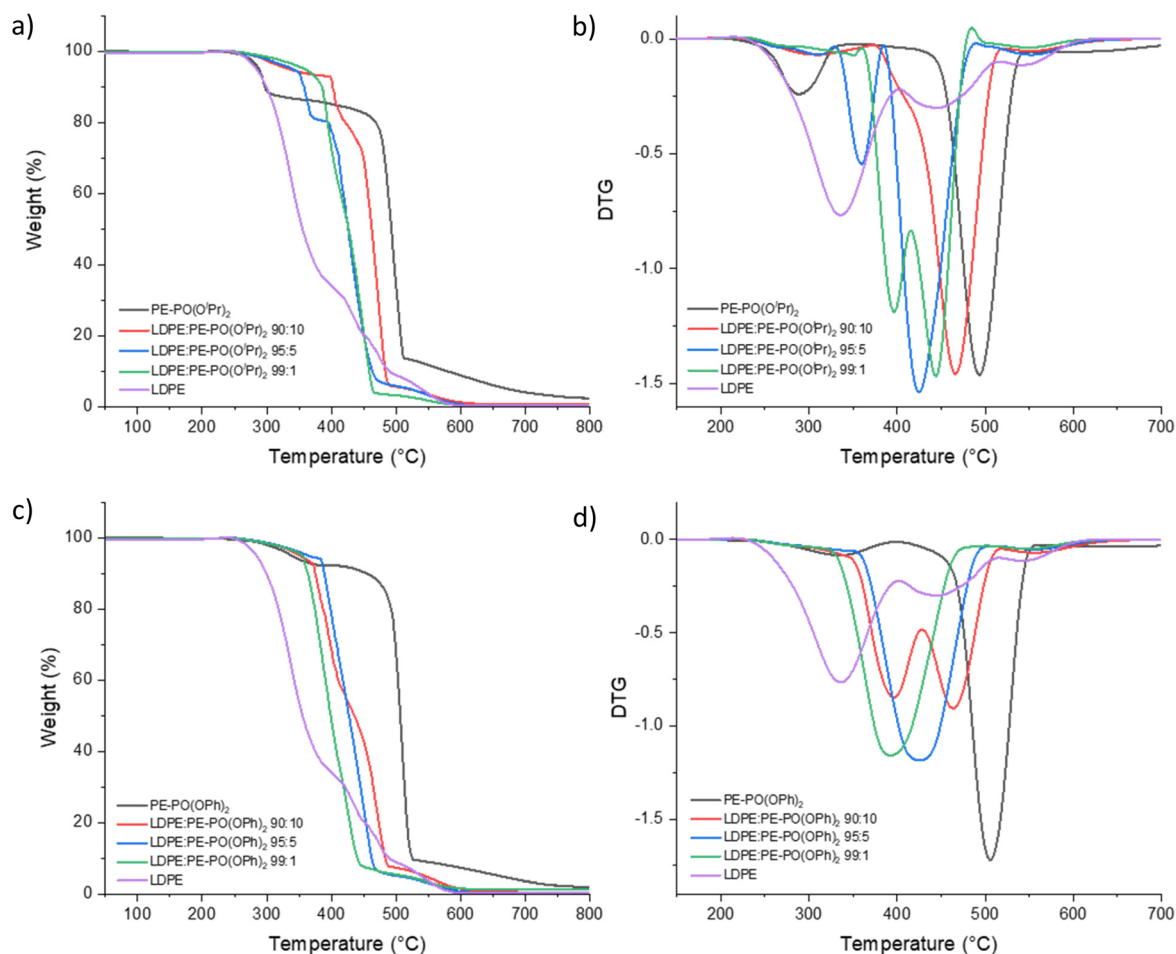 a)
100
80
60
40
20
0
Weight (%)
PE-PO(OⁱPr)₂
LDPE:PE-PO(OⁱPr)₂ 90:10
LDPE:PE-PO(OⁱPr)₂ 95:5
LDPE:PE-PO(OⁱPr)₂ 99:1
LDPE
100 200 300 400 500 600 700 800
Temperature (°C)
b)
0.0
-0.5
-1.0
-1.5
DTG
PE-PO(OⁱPr)₂
LDPE:PE-PO(OⁱPr)₂ 90:10
LDPE:PE-PO(OⁱPr)₂ 95:5
LDPE:PE-PO(OⁱPr)₂ 99:1
LDPE
200 300 400 500 600 700
Temperature (°C)
c)
100
80
60
40
20
0
Weight (%)
PE-PO(OPh)₂
LDPE:PE-PO(OPh)₂ 90:10
LDPE:PE-PO(OPh)₂ 95:5
LDPE:PE-PO(OPh)₂ 99:1
LDPE
100 200 300 400 500 600 700 800
Temperature (°C)
d)
0.0
-0.5
-1.0
-1.5
DTG
PE-PO(OPh)₂
LDPE:PE-PO(OPh)₂ 90:10
LDPE:PE-PO(OPh)₂ 95:5
LDPE:PE-PO(OPh)₂ 99:1
LDPE
200 300 400 500 600 700
Temperature (°C)